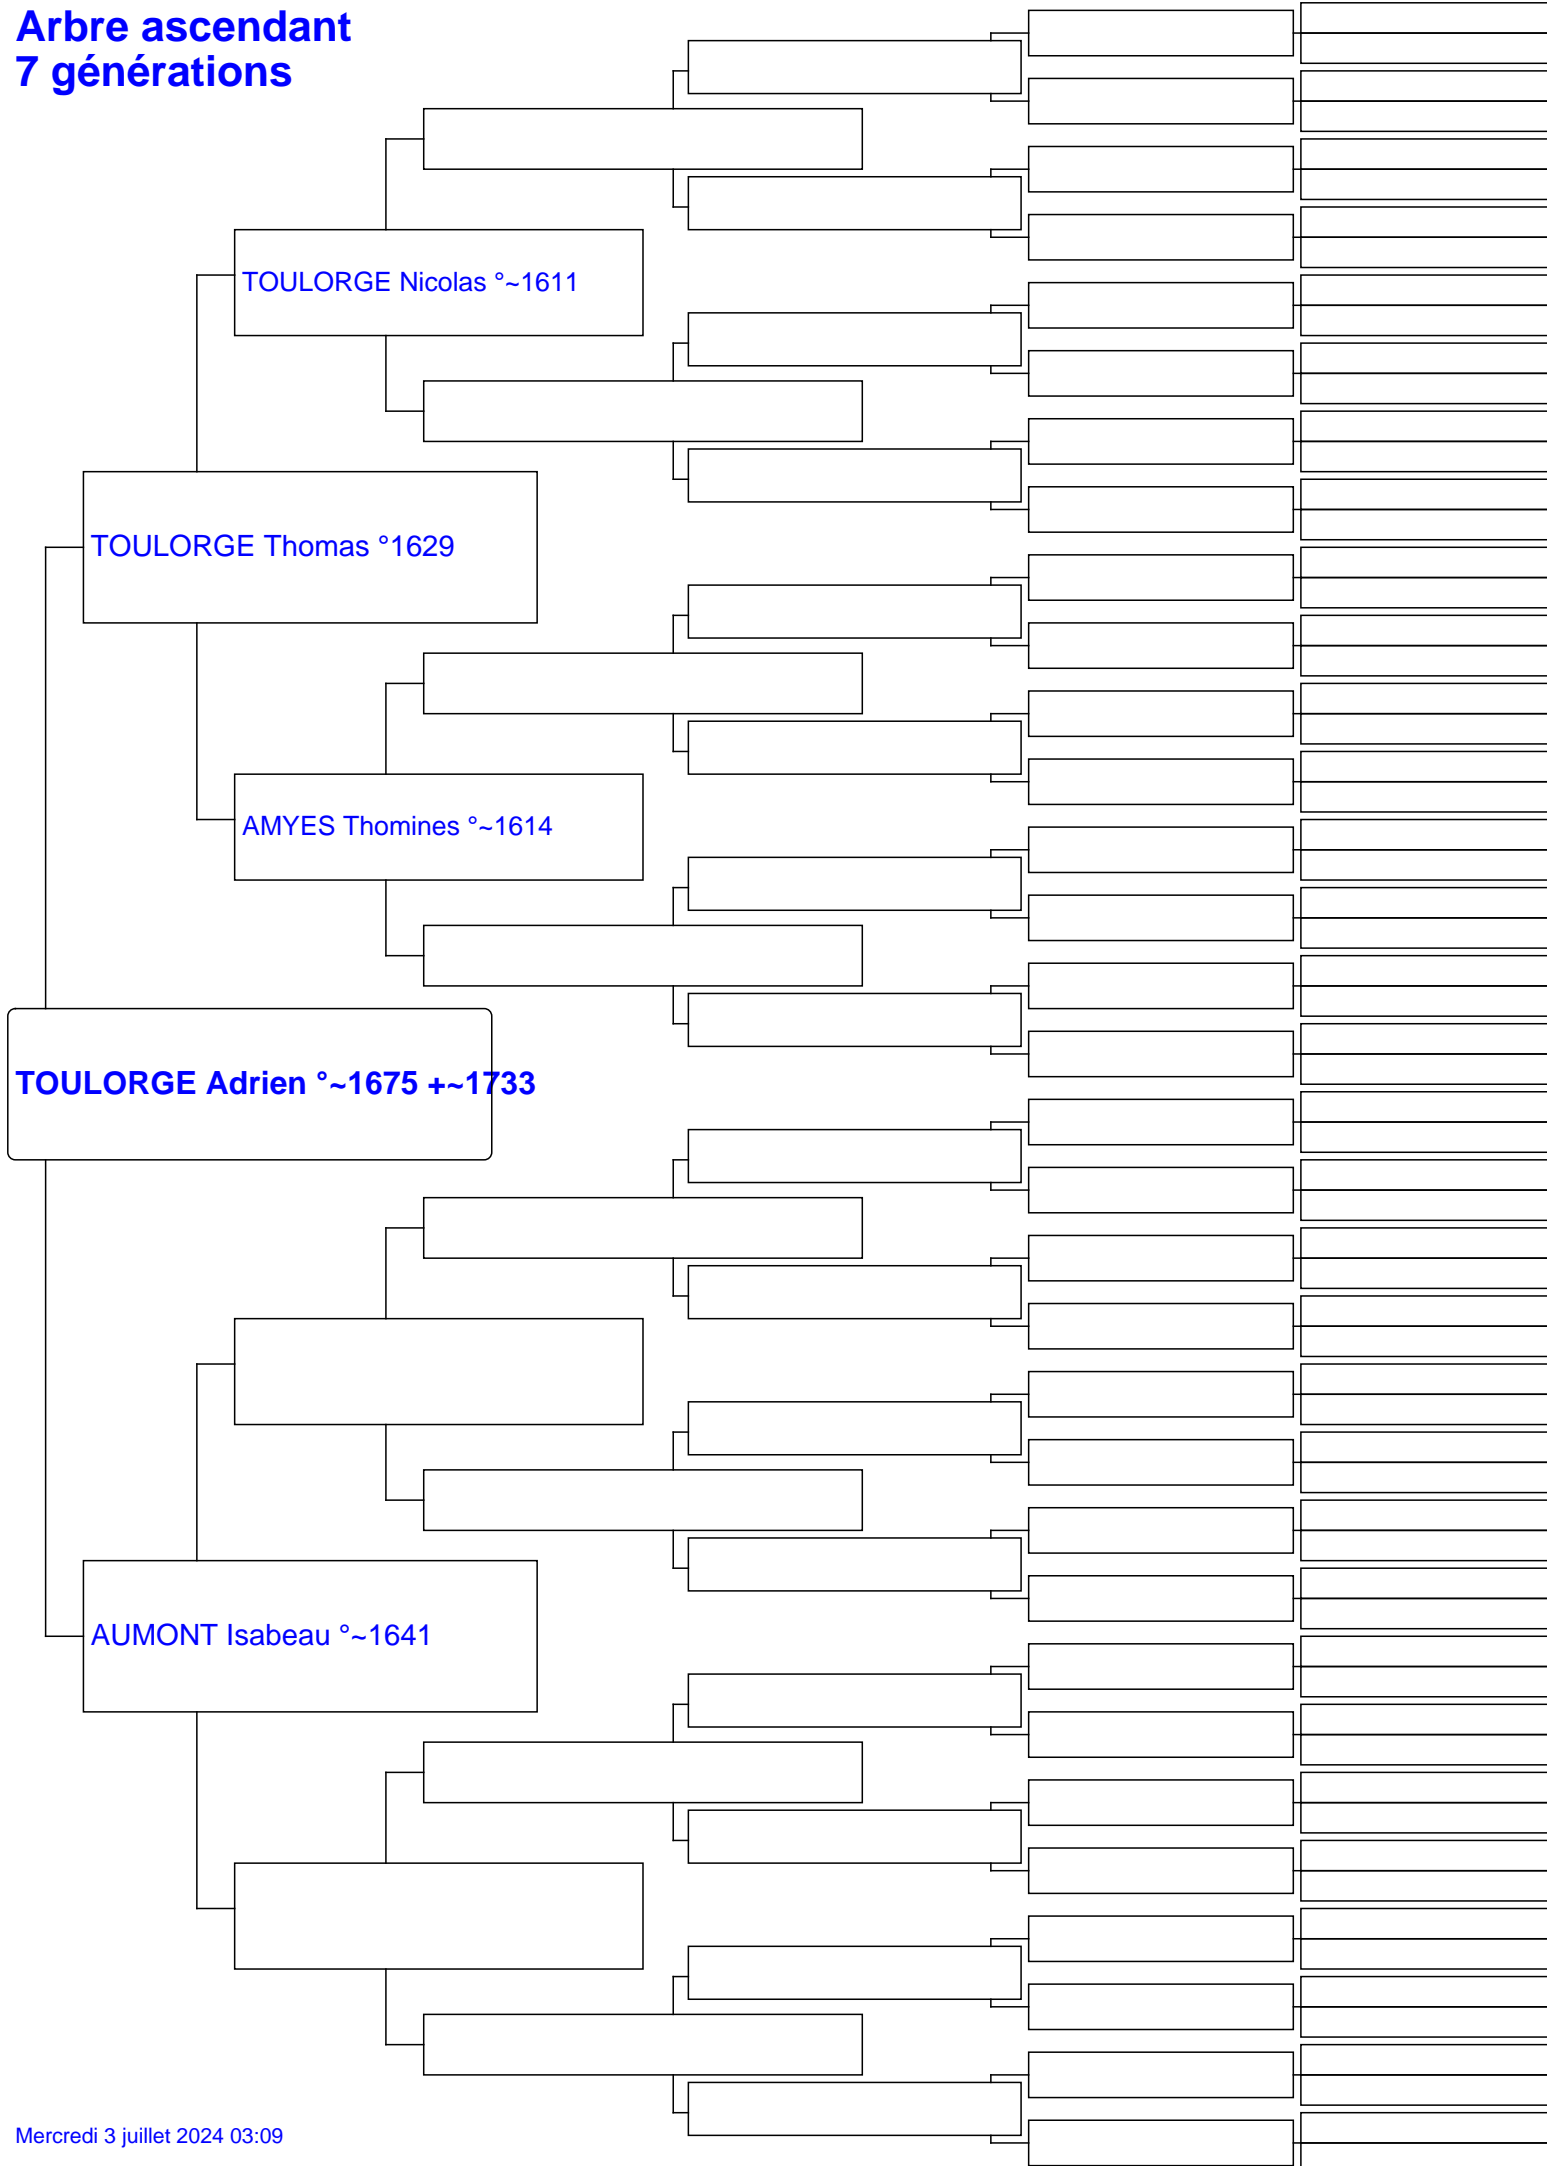 Arbre ascendant
7 générations
TOULORGE Nicolas °~1611
TOULORGE Thomas °1629
AMYES Thomines °~1614
TOULORGE Adrien °~1675 +~1733
AUMONT Isabeau °~1641
Mercredi 3 juillet 2024 03:09